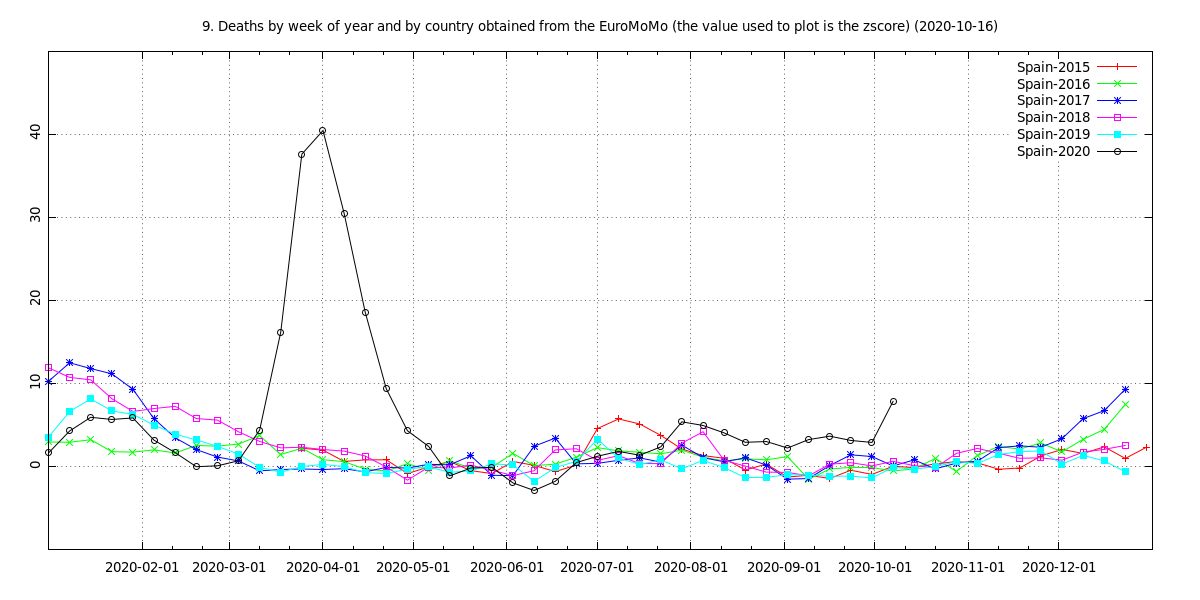 9. Deaths by week of year and by country obtained from the EuroMoMo (the value used to plot is the zscore) (2020-10-16)
Spain-2015
Spain-2016
Spain-2017
Spain-2018
Spain-2019
Spain-2020
40
30
20
10
0
2020-02-01 2020-03-01 2020-04-01 2020-05-01 2020-06-01 2020-07-01 2020-08-01 2020-09-01 2020-10-01 2020-11-01 2020-12-01